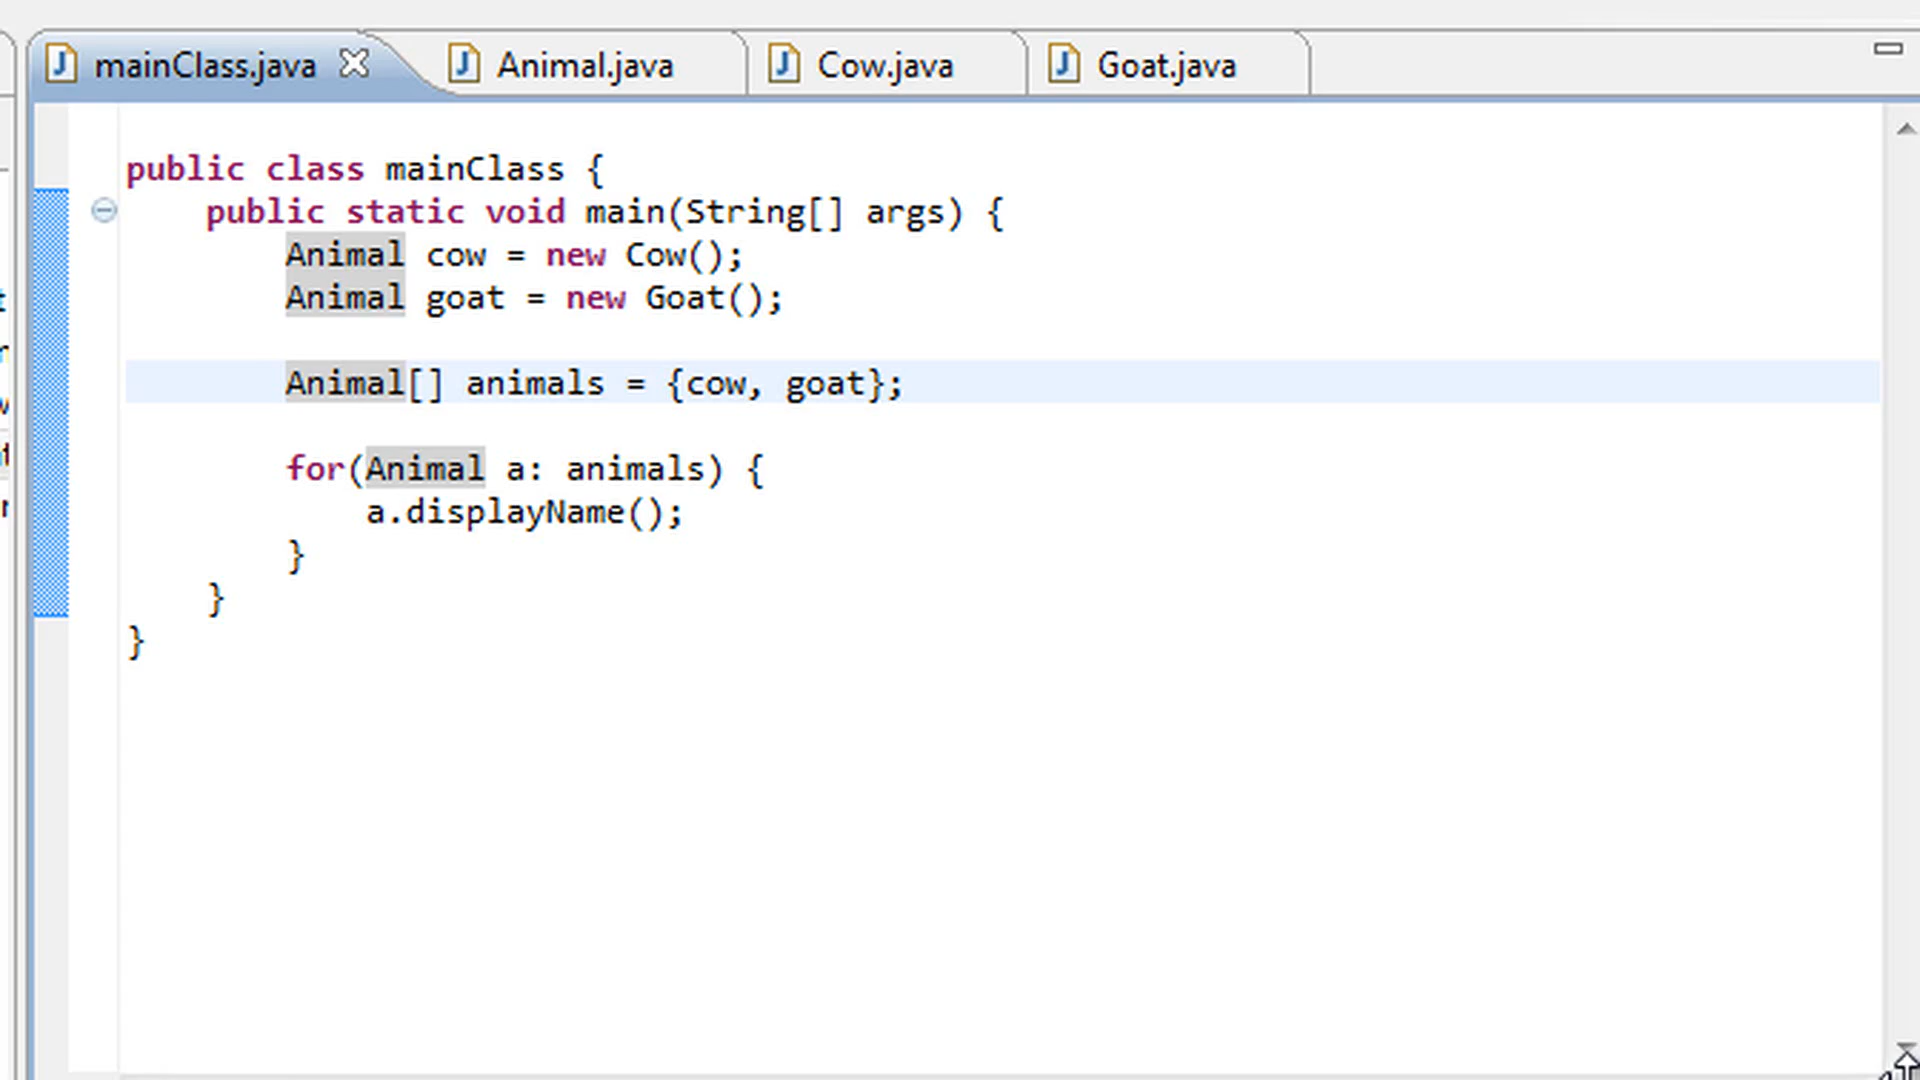 mainClass.java Animal.java Cow.java Goat.java
public class mainClass {
    public static void main(String[] args) {
        Animal cow = new Cow();
        Animal goat = new Goat();
        Animal[] animals = {cow, goat};
        for(Animal a: animals) {
            a.displayName();
        }
    }
}